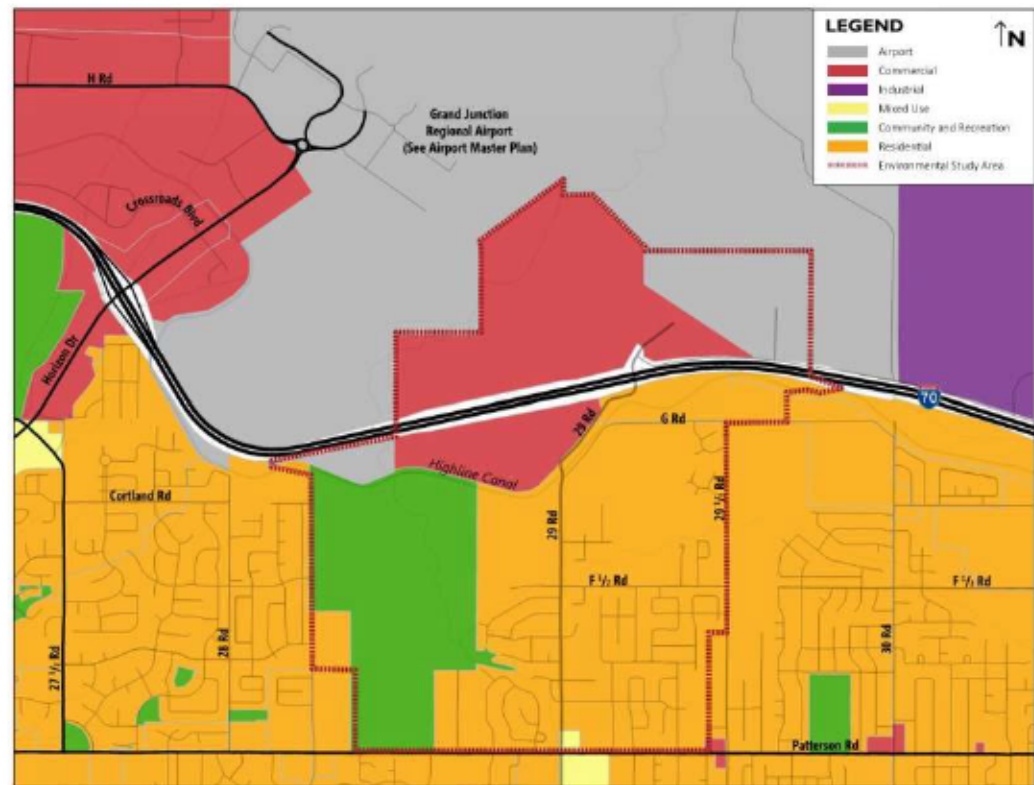 LEGEND
N
Airport
Commercial
Industrial
Mixed Use
Community and Recreation
Residential
Environmental Study Area
H Rd
Grand Junction
Regional Airport
(See Airport Master Plan)
Crossroads Blvd
Horizon Dr
70
29 Rd
G Rd
Highline Canal
Cortland Rd
29 1/2 Rd
29 Rd
F 1/2 Rd
F 1/2 Rd
27 1/2 Rd
28 Rd
30 Rd
Patterson Rd